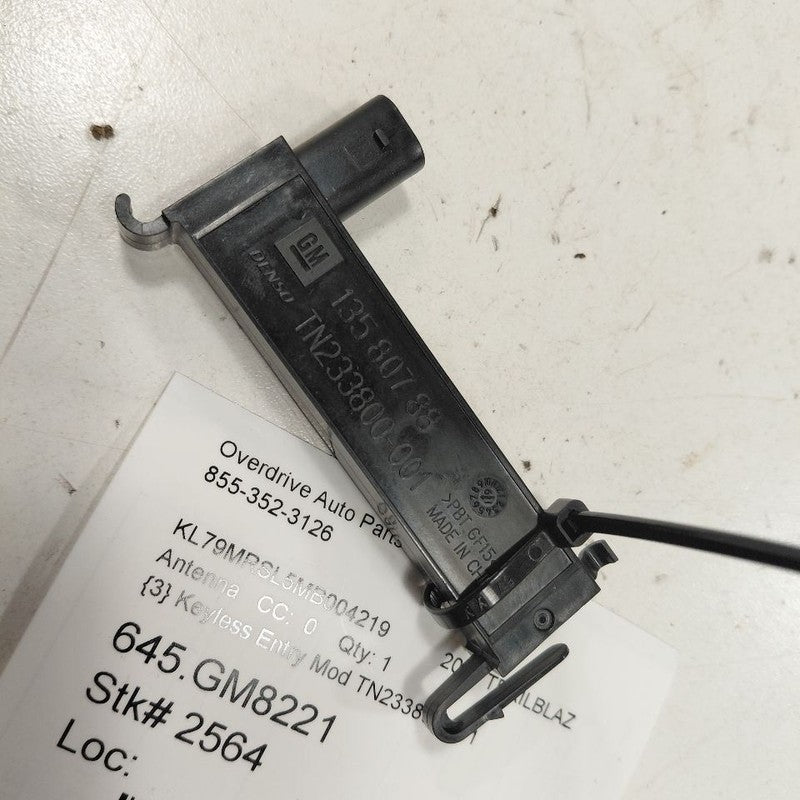 GM
DENSO
135 807 88
TN233800-001
>PBT GF15
MADE IN
Overdrive Auto Parts
855-352-3126
KL79MRSL5MB004219
Antenna CC: 0 Qty: 1
{3} Keyless Entry Mod TN2338
645.GM8221
Stk# 2564
Loc: